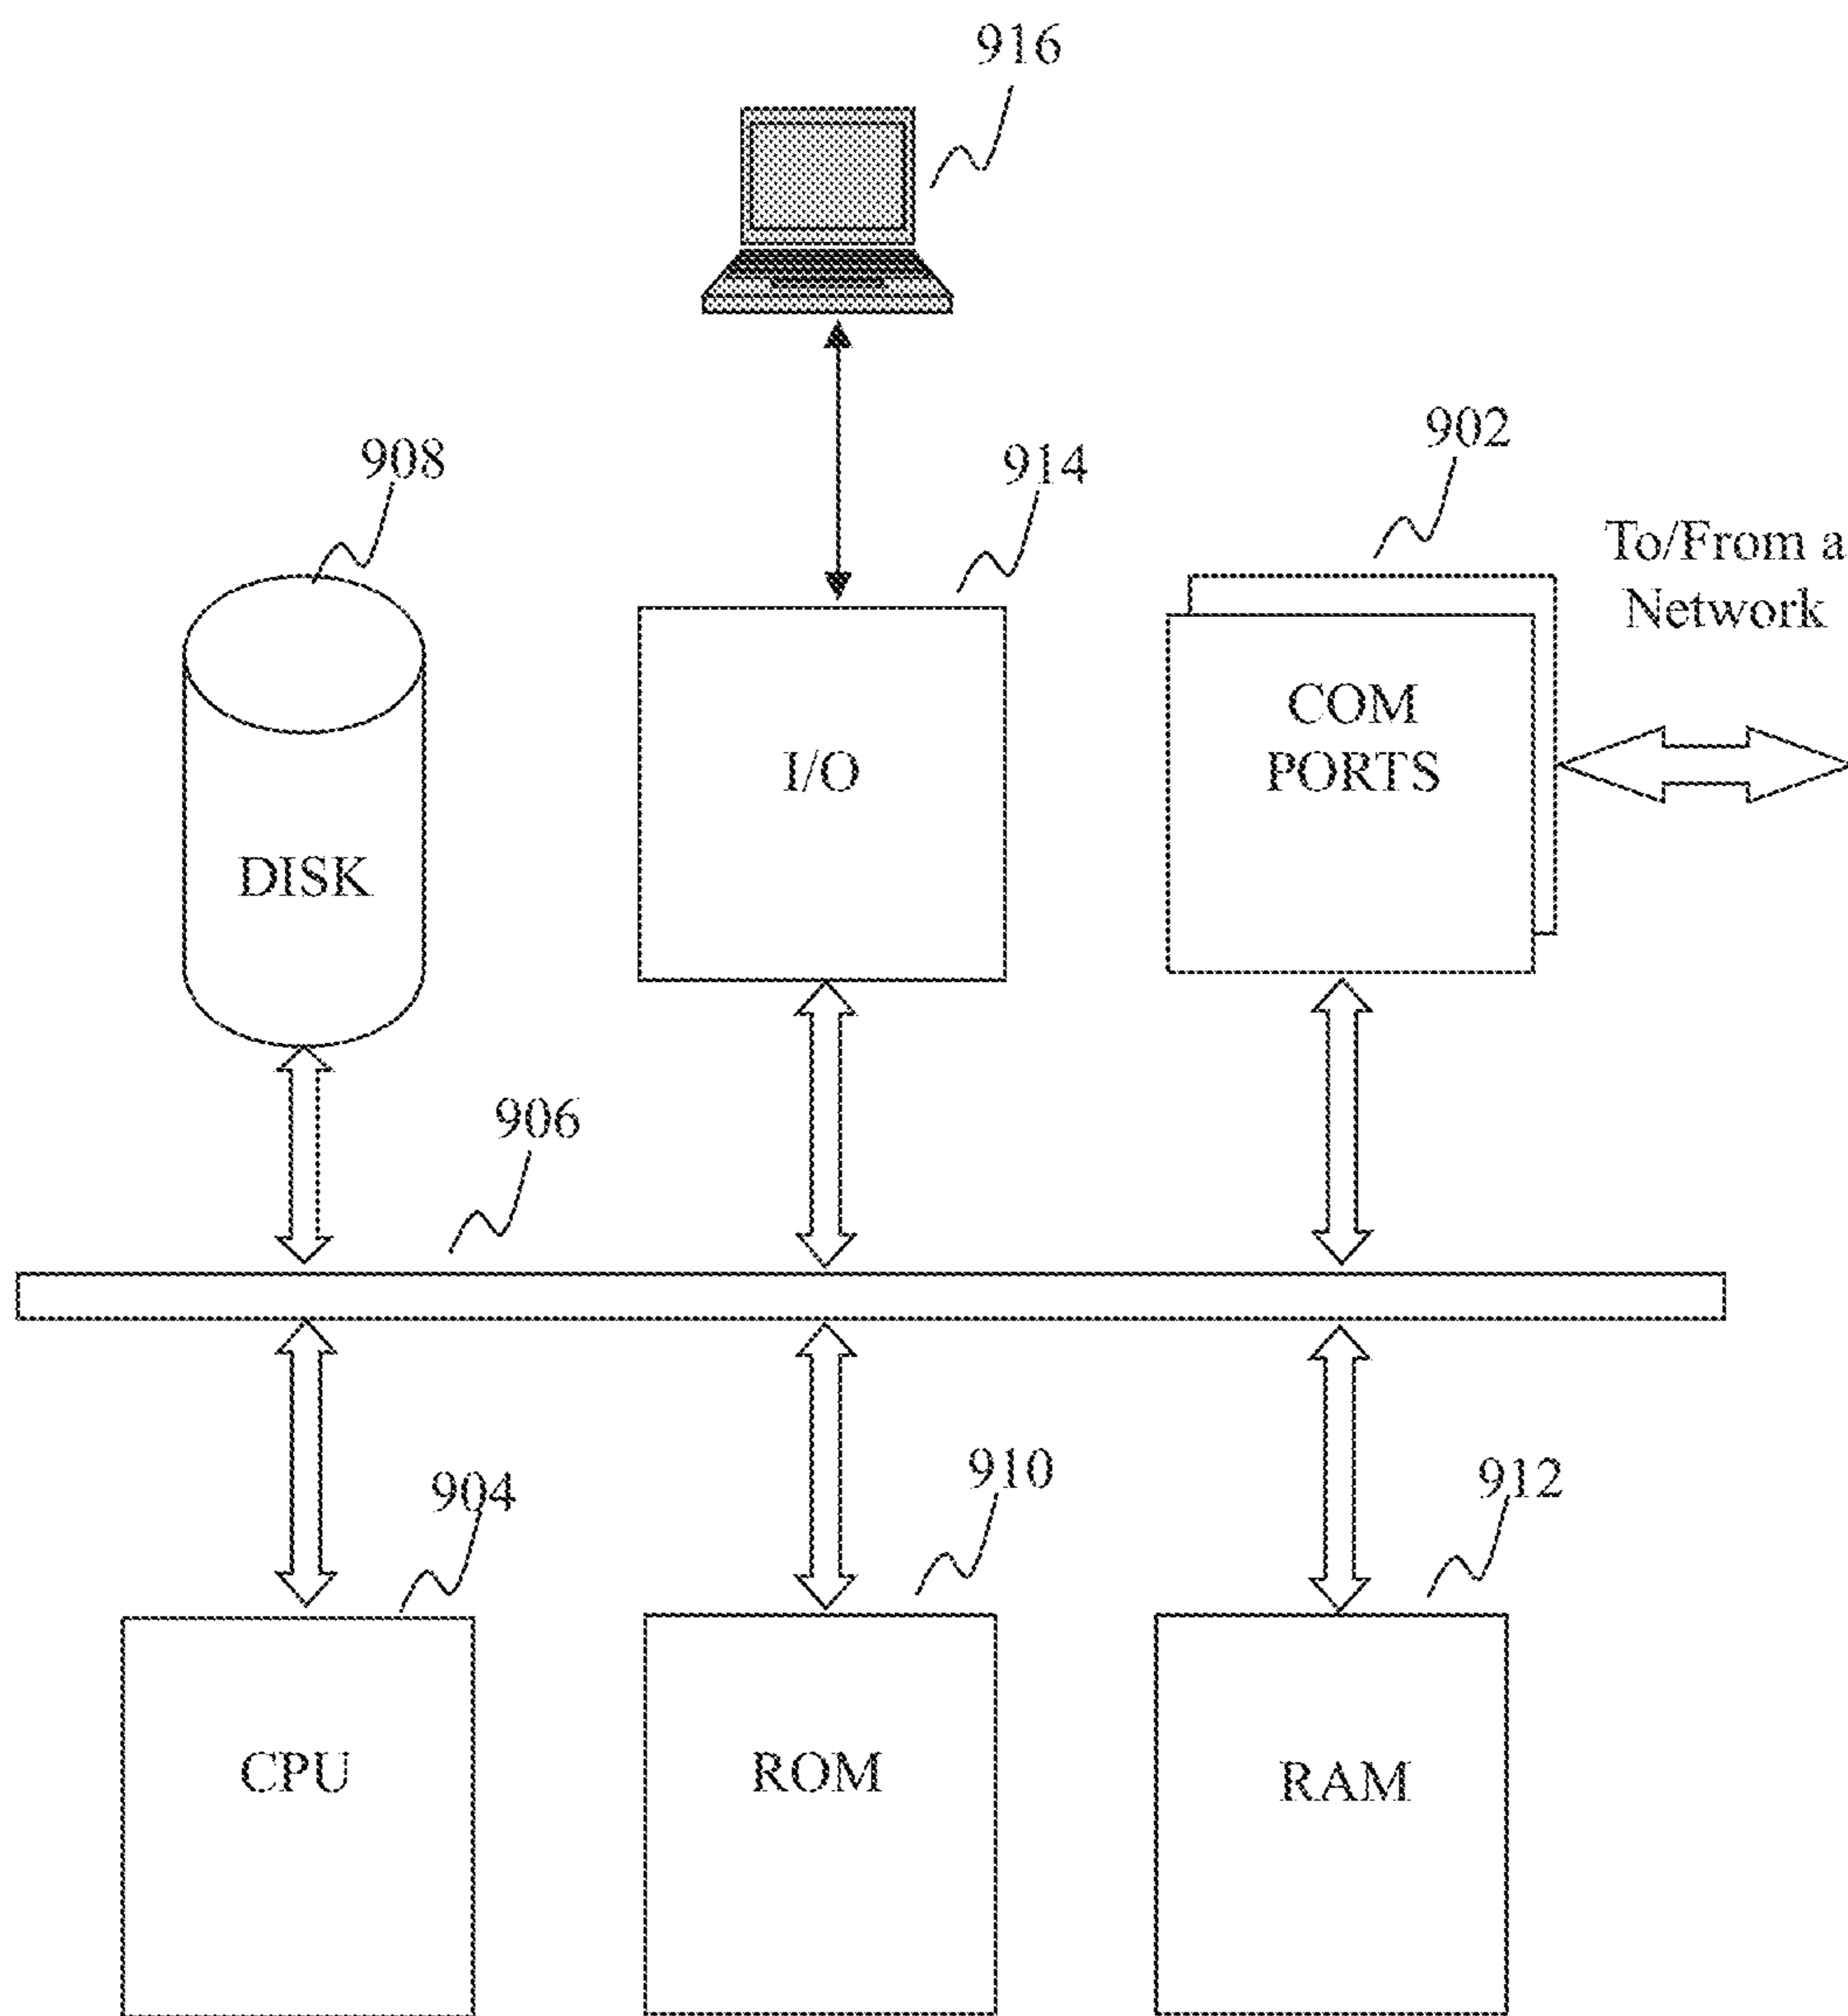 916
902
908
914
To/From a
Network
COM
PORTS
I/O
DISK
906
904
910
912
CPU
ROM
RAM